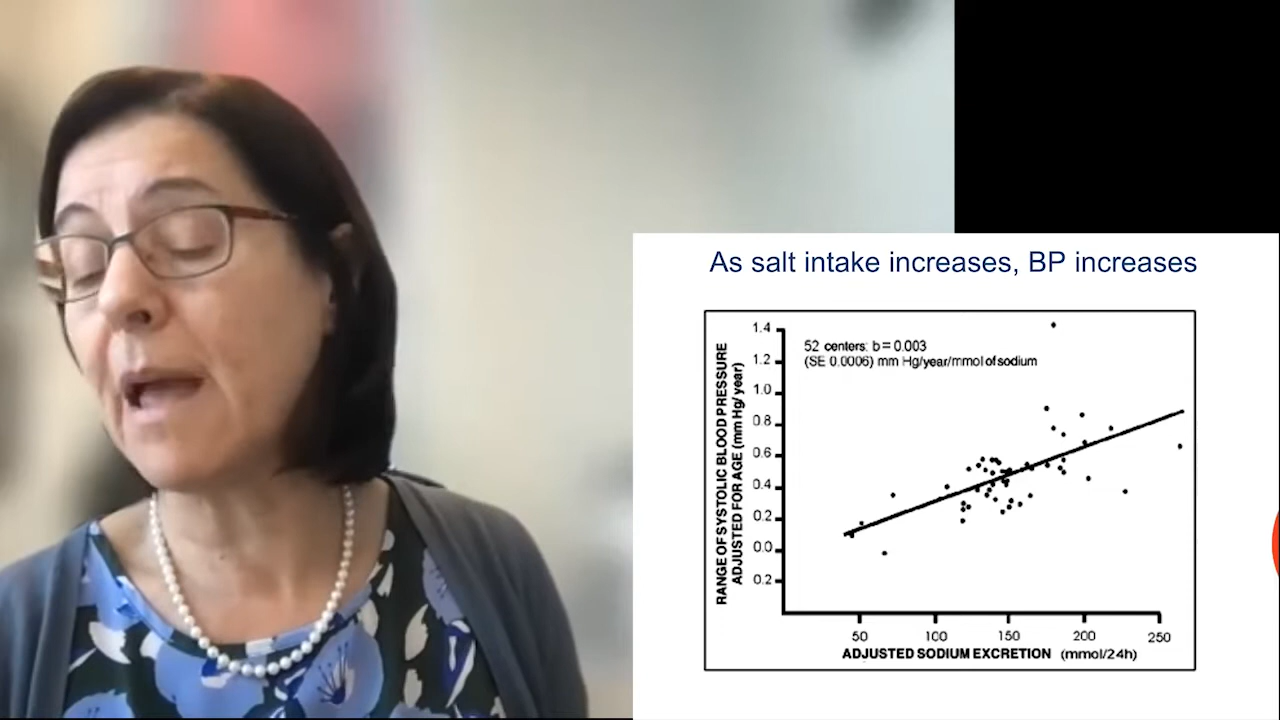 As salt intake increases, BP increases
52 centers: b = 0.003
(SE 0.0006) mm Hg/year/mmol of sodium
RANGE OF SYSTOLIC BLOOD PRESSURE
ADJUSTED FOR AGE (mm Hg/year)
1.4
1.2
1.0
0.8
0.6
0.4
0.2
0.0
0.2
50 100 150 200 250
ADJUSTED SODIUM EXCRETION (mmol/24h)